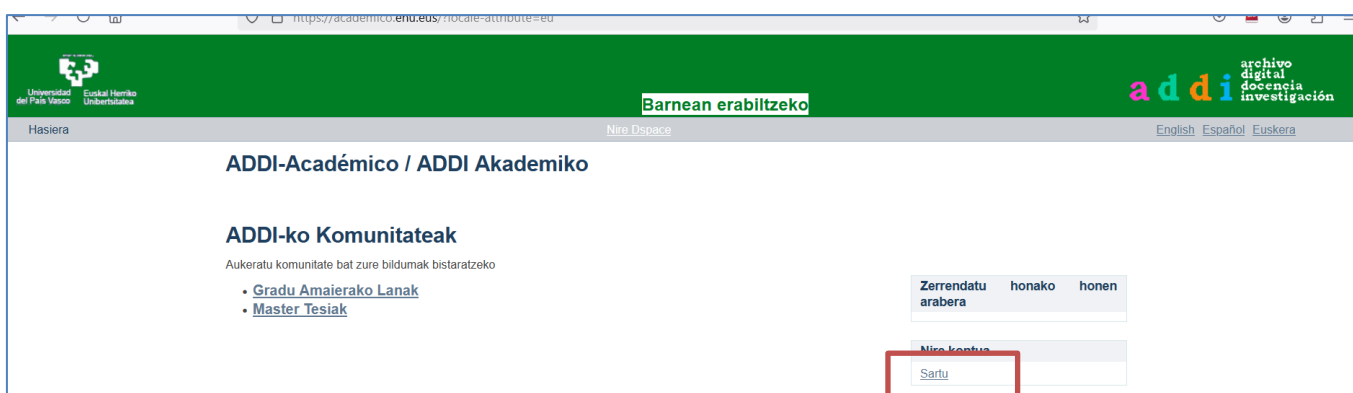 https://academico.ehu.eus/?locale-attribute=eu
Universidad del País Vasco
Euskal Herriko Unibertsitatea
Barnean erabiltzeko
addi
archivo
digital
docencia
investigación
Hasiera
Nire Dspace
English Español Euskera
ADDI-Académico / ADDI Akademiko
ADDI-ko Komunitateak
Aukeratu komunitate bat zure bildumak bistaratzeko
• Gradu Amaierako Lanak
• Master Tesiak
Zerrendatu honako honen
arabera
Nire kontua
Sartu